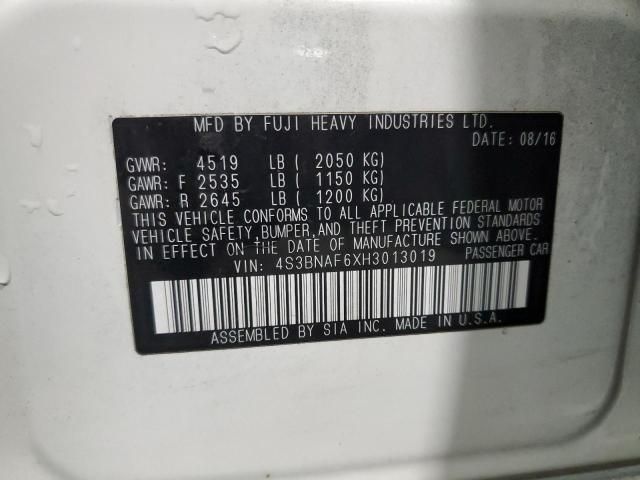 MFD BY FUJI HEAVY INDUSTRIES LTD.
DATE: 08/16
GVWR: 4519 LB ( 2050 KG)
GAWR: F 2535 LB ( 1150 KG)
GAWR: R 2645 LB ( 1200 KG)
THIS VEHICLE CONFORMS TO ALL APPLICABLE FEDERAL MOTOR
VEHICLE SAFETY, BUMPER, AND THEFT PREVENTION STANDARDS
IN EFFECT ON THE DATE OF MANUFACTURE SHOWN ABOVE.
VIN: 4S3BNAF6XH3013019 PASSENGER CAR
ASSEMBLED BY SIA INC. MADE IN U.S.A.